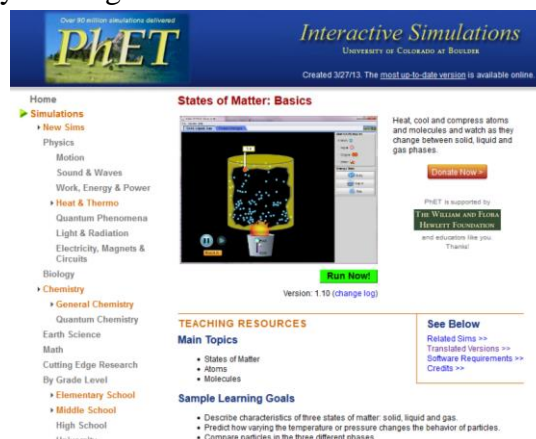 Over 90 million simulations delivered
PhET
Interactive Simulations
University of Colorado at Boulder
Created 3/27/13. The most up-to-date version is available online.
Home
Simulations
New Sims
Physics
Motion
Sound & Waves
Work, Energy & Power
Heat & Thermo
Quantum Phenomena
Light & Radiation
Electricity, Magnets &
Circuits
Biology
Chemistry
General Chemistry
Quantum Chemistry
Earth Science
Math
Cutting Edge Research
By Grade Level
Elementary School
Middle School
High School
States of Matter: Basics
Heat, cool and compress atoms
and molecules and watch as they
change between solid, liquid and
gas phases.
Donate Now »
PhET is supported by
The William and Flora
Hewlett Foundation
and educators like you.
Thanks!
Run Now!
Version: 1.10 (change log)
TEACHING RESOURCES
Main Topics
States of Matter
Atoms
Molecules
Sample Learning Goals
Describe characteristics of three states of matter: solid, liquid and gas.
Predict how varying the temperature or pressure changes the behavior of particles.
Compare particles in the three different phases.
See Below
Related Sims >>
Translated Versions >>
Software Requirements >>
Credits >>